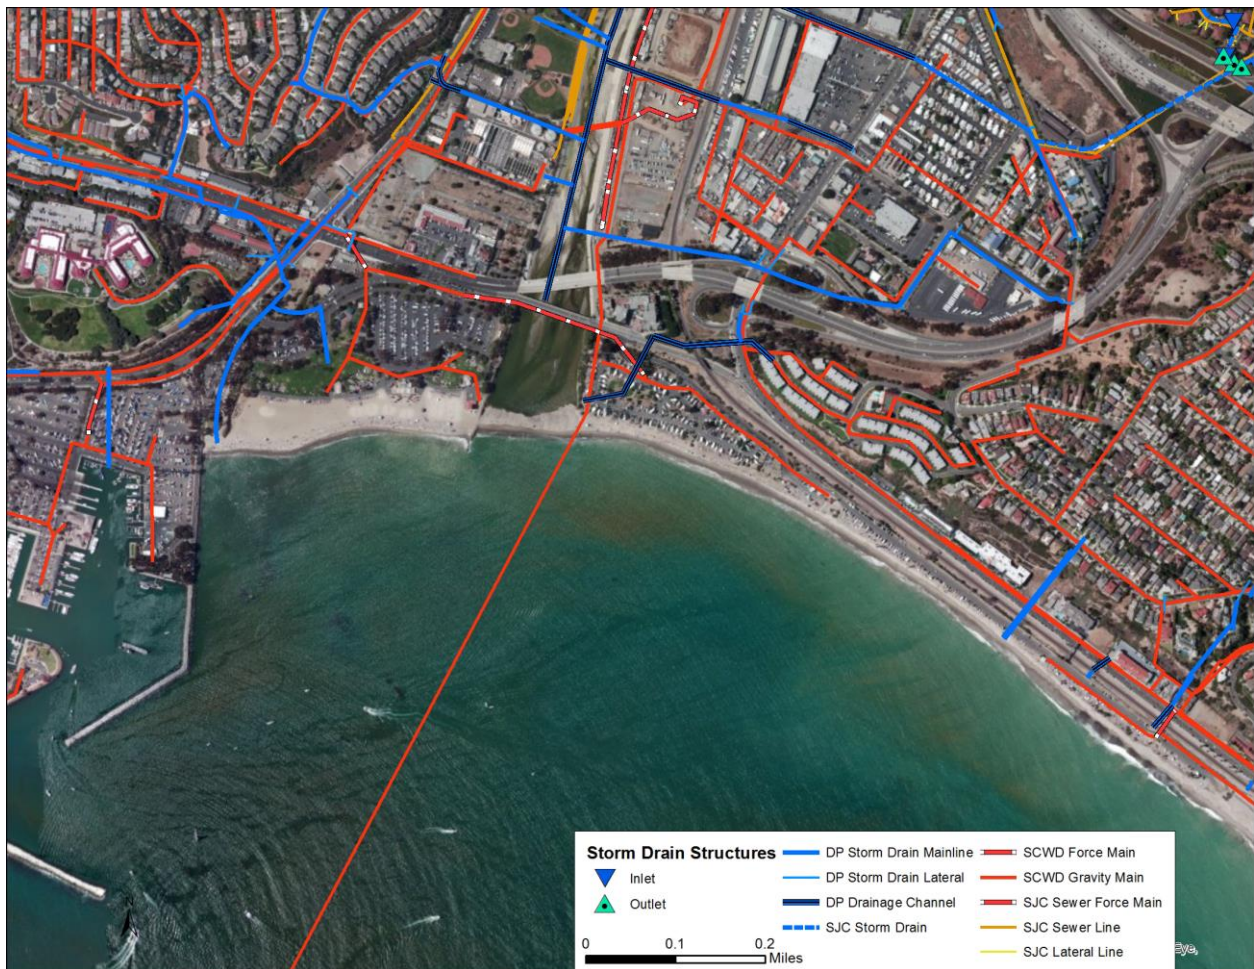 Storm Drain Structures
Inlet
Outlet
0 0.1 0.2
Miles
DP Storm Drain Mainline
DP Storm Drain Lateral
DP Drainage Channel
SJC Storm Drain
SCWD Force Main
SCWD Gravity Main
SJC Sewer Force Main
SJC Sewer Line
SJC Lateral Line
Eye,